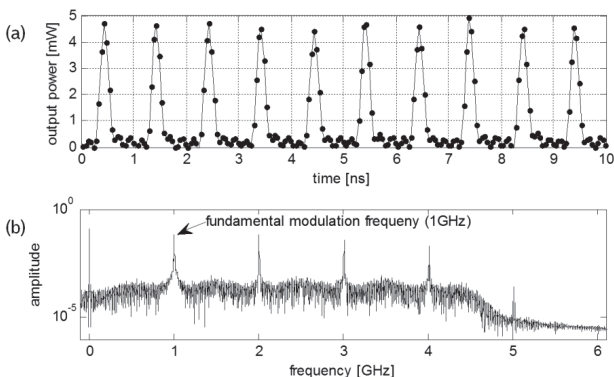 (a)
output power [mW]
5
4
3
2
1
0
0 1 2 3 4 5 6 7 8 9 10
time [ns]
(b)
amplitude
10^0
10^-5
fundamental modulation frequeny (1GHz)
0 1 2 3 4 5 6
frequency [GHz]